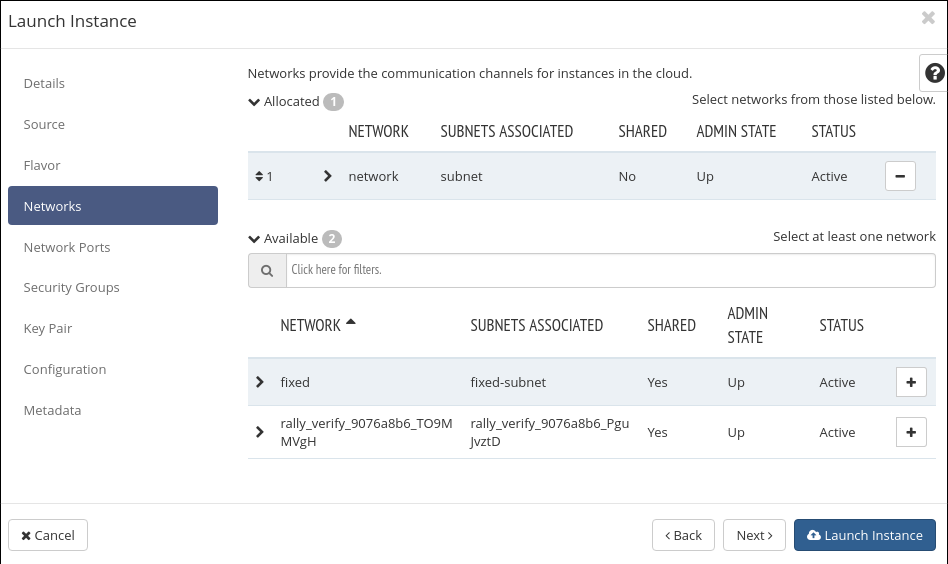 Launch Instance
Details
Source
Flavor
Networks
Network Ports
Security Groups
Key Pair
Configuration
Metadata
Networks provide the communication channels for instances in the cloud.
Allocated 1
Select networks from those listed below.
NETWORK SUBNETS ASSOCIATED SHARED ADMIN STATE STATUS
1 network subnet No Up Active
Available 2
Select at least one network
Click here for filters.
NETWORK SUBNETS ASSOCIATED SHARED ADMIN STATE STATUS
fixed fixed-subnet Yes Up Active
rally_verify_9076a8b6_TO9M rally_verify_9076a8b6_Pgu Yes Up Active
MVgH JvztD
Cancel
Back
Next
Launch Instance